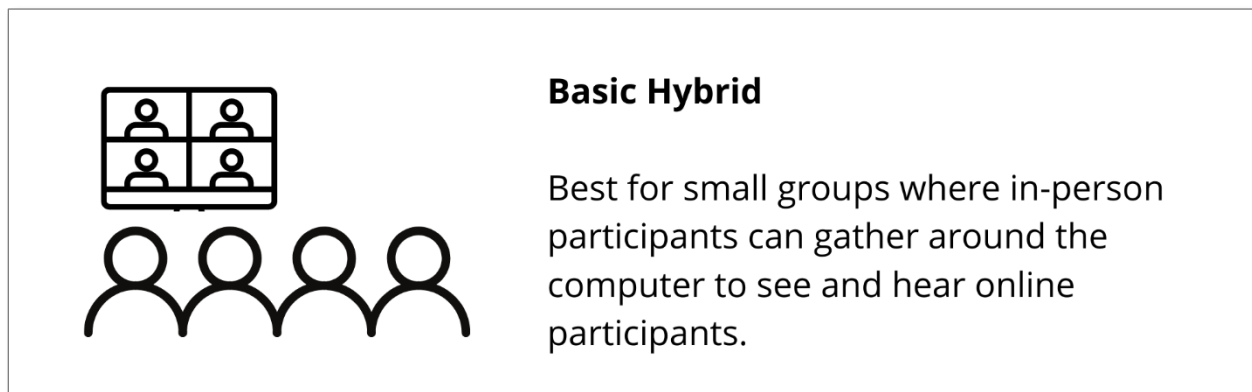 Basic Hybrid
Best for small groups where in-person
participants can gather around the
computer to see and hear online
participants.